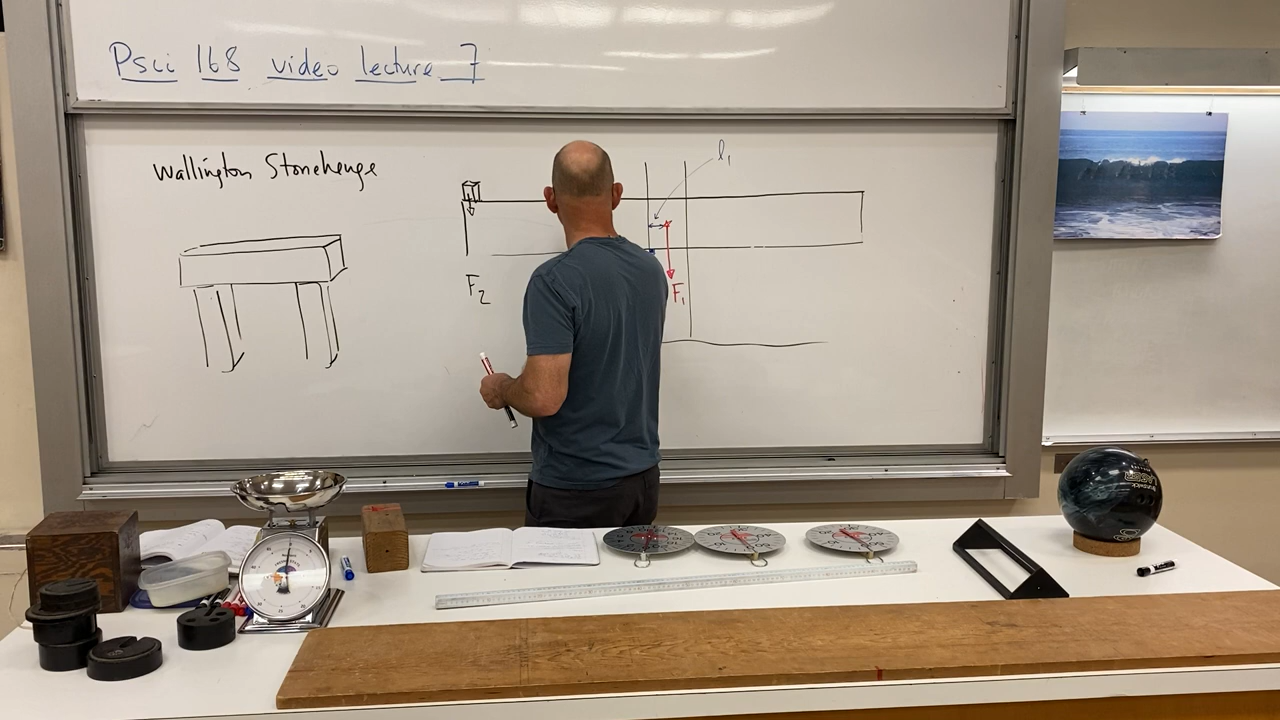 Psci 168 video lecture 7
Wallington Stonehenge
l₁
F₂
F₁